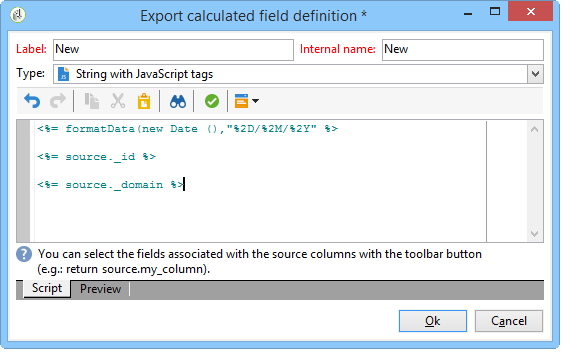 Export calculated field definition *
Label: New Internal name: New
Type: String with JavaScript tags
<%= formatData(new Date (),"%2D/%2M/%2Y" %>
<%= source._id %>
<%= source._domain %>
You can select the fields associated with the source columns with the toolbar button
(e.g.: return source.my_column).
Script Preview
Ok Cancel